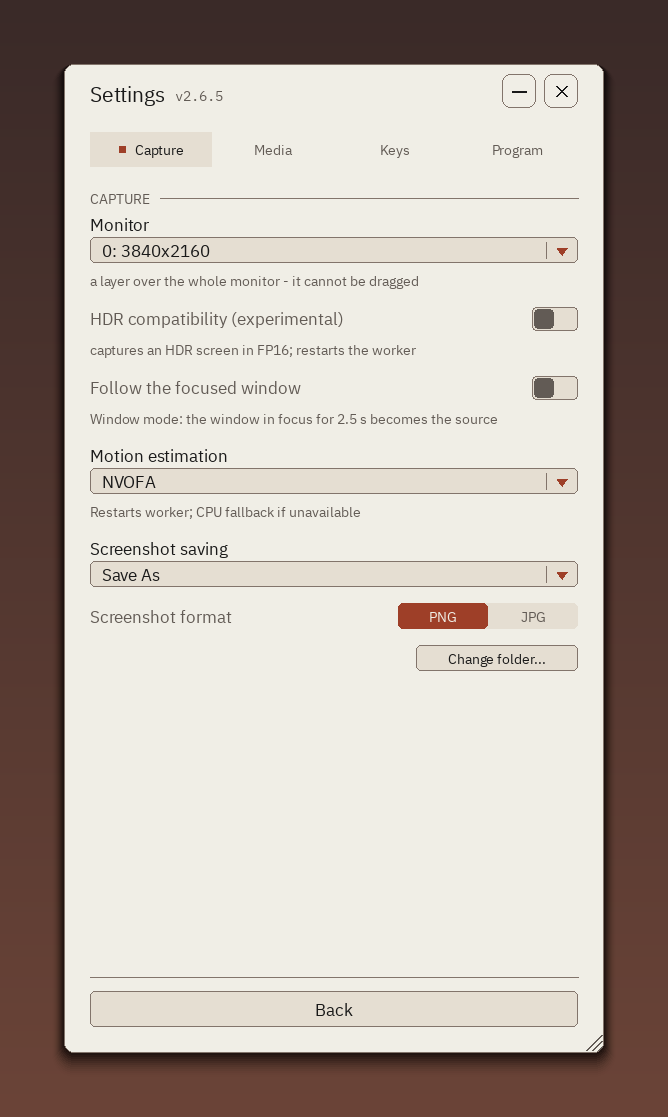 Settings v2.6.5
Capture Media Keys Program
CAPTURE
Monitor
0: 3840x2160
a layer over the whole monitor - it cannot be dragged
HDR compatibility (experimental)
captures an HDR screen in FP16; restarts the worker
Follow the focused window
Window mode: the window in focus for 2.5 s becomes the source
Motion estimation
NVOFA
Restarts worker; CPU fallback if unavailable
Screenshot saving
Save As
Screenshot format PNG JPG
Change folder...
Back